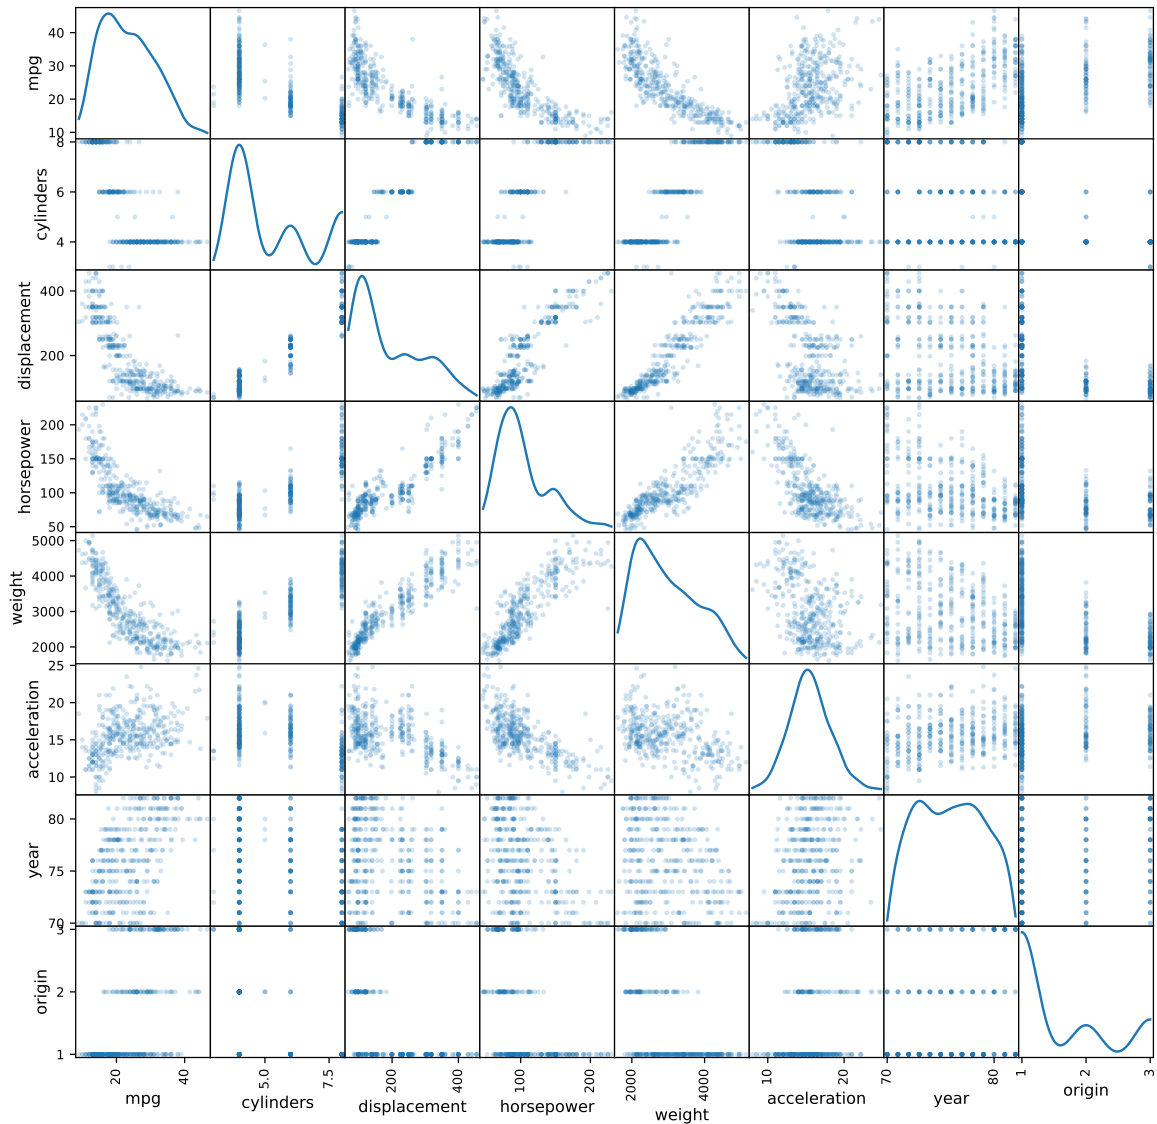 40
30
20
10
mpg
8
6
4
cylinders
400
200
displacement
200
150
100
50
horsepower
5000
4000
3000
2000
weight
25
20
15
10
acceleration
80
75
70
year
3
2
1
origin
20 40 5.0 7.5 200 400 100 200 2000 4000 10 20 70 80 1 2 3
mpg cylinders displacement horsepower weight acceleration year origin